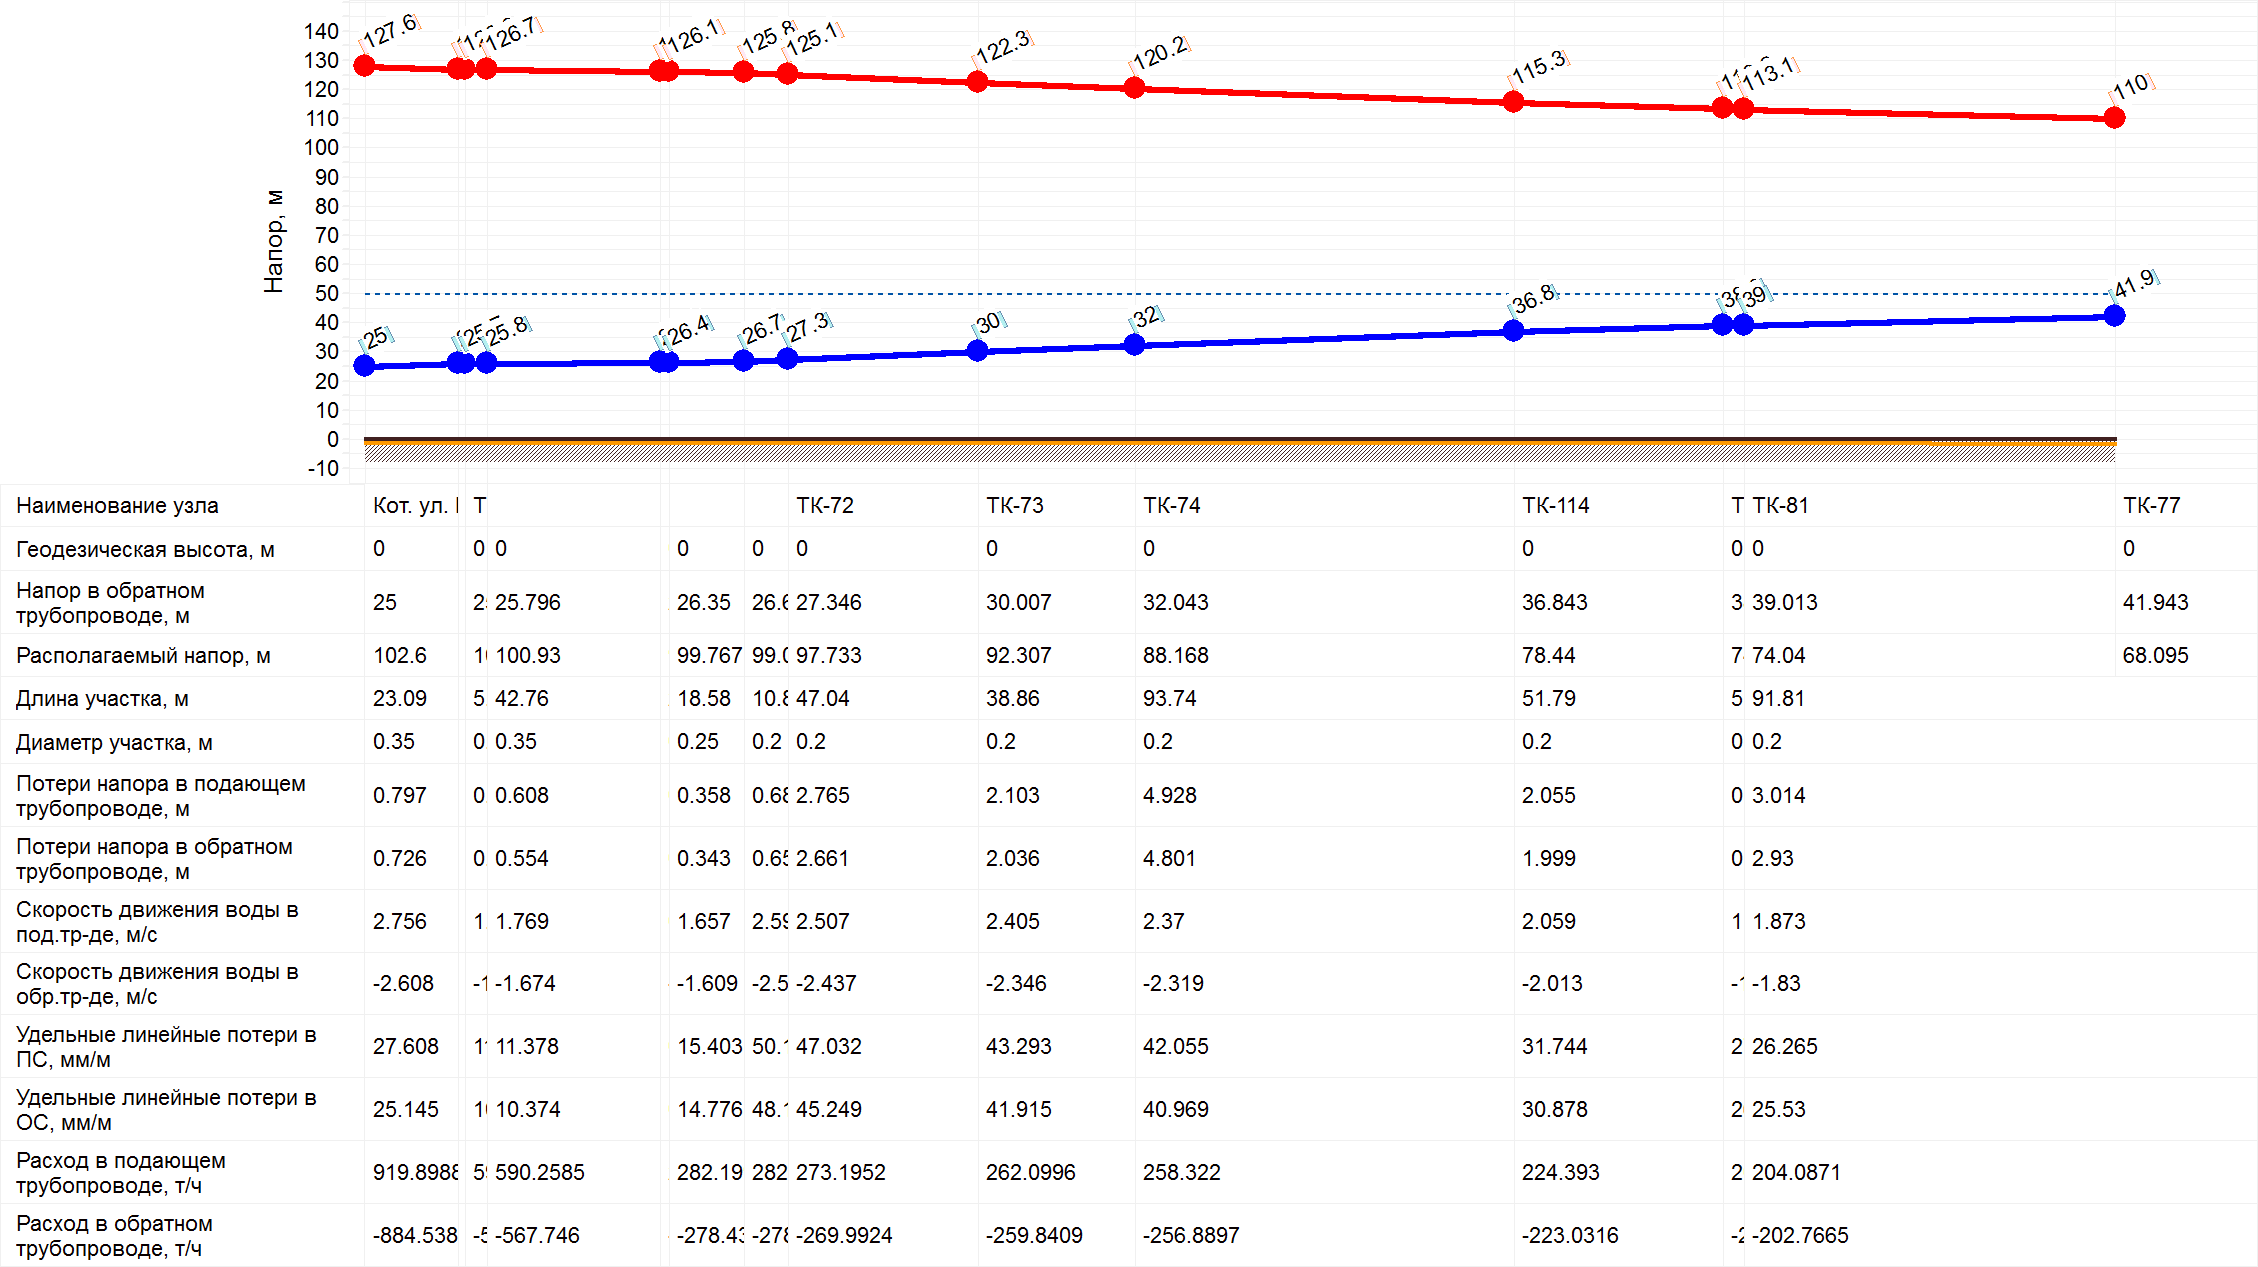 140
130
120
110
100
90
80
70
60
50
40
30
20
10
0
-10
Напор, м
127.6
126.7
126.1
125.8
125.1
122.3
120.2
115.3
113.1
110
25
25.8
26.4
26.7
27.3
30
32
36.8
39
41.9
Наименование узла Кот. ул. Т ТК-72 ТК-73 ТК-74 ТК-114 Т ТК-81 ТК-77
Геодезическая высота, м 0 0 0 0 0 0 0 0 0 0 0 0
Напор в обратном
трубопроводе, м 25 25.796 26.35 27.346 30.007 32.043 36.843 39.013 41.943
Располагаемый напор, м 102.6 100.93 99.767 97.733 92.307 88.168 78.44 74.04 68.095
Длина участка, м 23.09 42.76 18.58 47.04 38.86 93.74 51.79 91.81
Диаметр участка, м 0.35 0.35 0.25 0.2 0.2 0.2 0.2 0.2 0.2
Потери напора в подающем
трубопроводе, м 0.797 0.608 0.358 2.765 2.103 4.928 2.055 3.014
Потери напора в обратном
трубопроводе, м 0.726 0.554 0.343 2.661 2.036 4.801 1.999 2.93
Скорость движения воды в
под.тр-де, м/с 2.756 1.769 1.657 2.507 2.405 2.37 2.059 1.873
Скорость движения воды в
обр.тр-де, м/с -2.608 -1.674 -1.609 -2.437 -2.346 -2.319 -2.013 -1.83
Удельные линейные потери в
ПС, мм/м 27.608 11.378 15.403 47.032 43.293 42.055 31.744 26.265
Удельные линейные потери в
ОС, мм/м 25.145 10.374 14.776 45.249 41.915 40.969 30.878 25.53
Расход в подающем
трубопроводе, т/ч 919.8988 590.2585 282.19 273.1952 262.0996 258.322 224.393 204.0871
Расход в обратном
трубопроводе, т/ч -884.538 -567.746 -269.9924 -259.8409 -256.8897 -223.0316 -202.7665